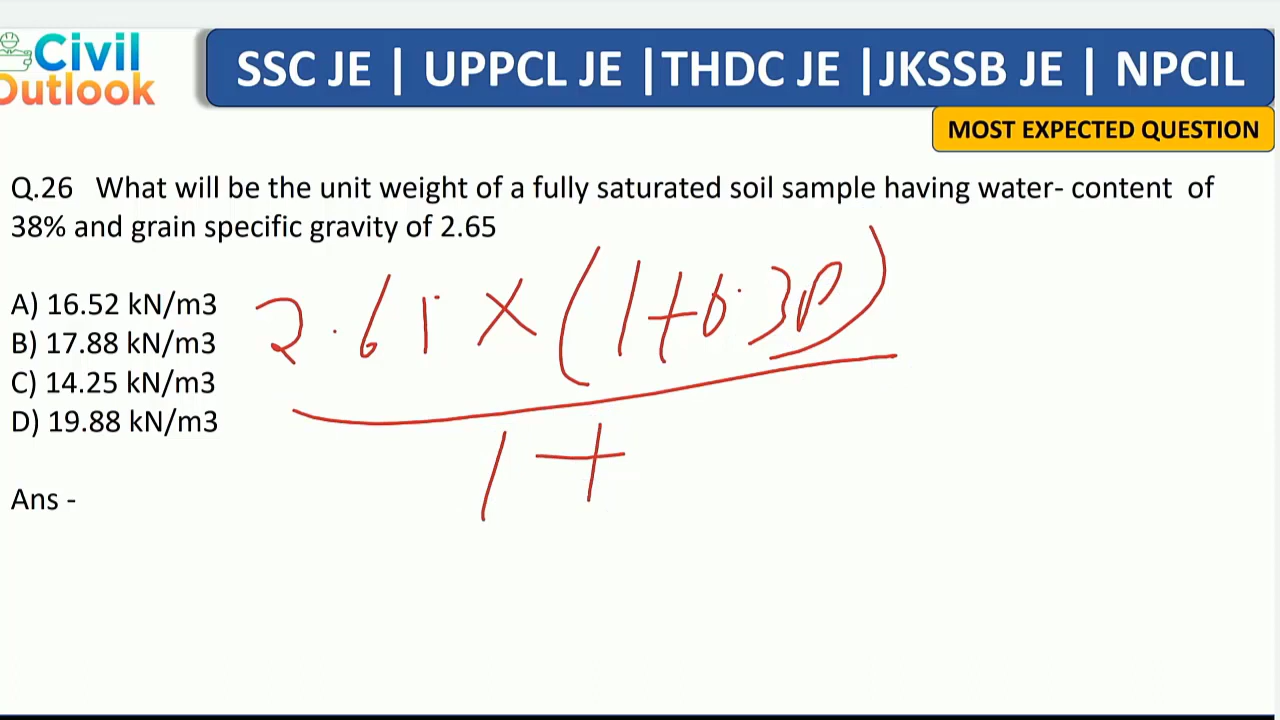 Civil
Outlook
SSC JE | UPPCL JE |THDC JE |JKSSB JE | NPCIL
MOST EXPECTED QUESTION
Q.26 What will be the unit weight of a fully saturated soil sample having water- content of
38% and grain specific gravity of 2.65
A) 16.52 kN/m3
B) 17.88 kN/m3
C) 14.25 kN/m3
D) 19.88 kN/m3
2.65 × (1+0.38)
1+
Ans -